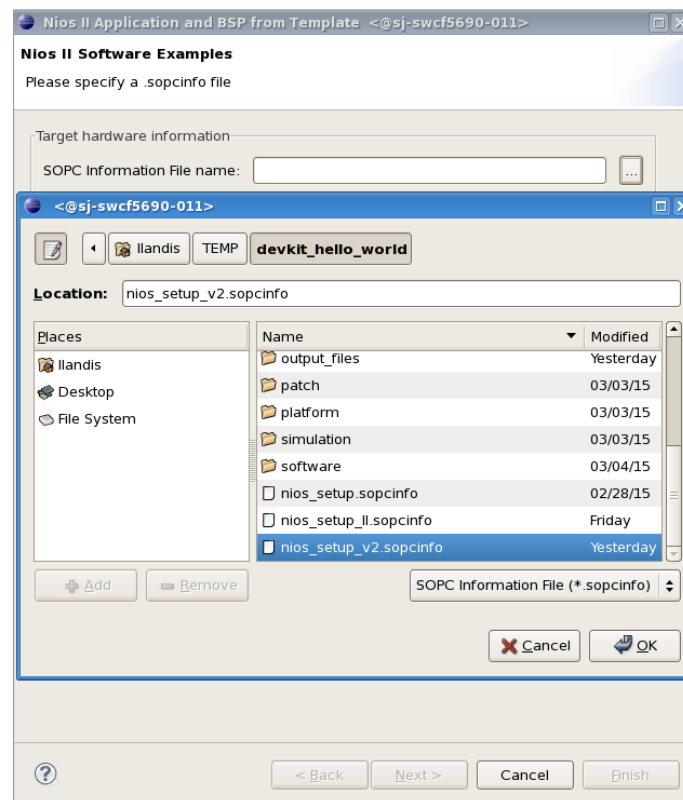 Nios II Application and BSP from Template <@sj-swcf5690-011>
Nios II Software Examples
Please specify a .sopcinfo file
Target hardware information
SOPC Information File name:
...
<@sj-swcf5690-011>
llandis TEMP devkit_hello_world
Location: nios_setup_v2.sopcinfo
Places
llandis
Desktop
File System
Name Modified
output_files Yesterday
patch 03/03/15
platform 03/03/15
simulation 03/03/15
software 03/04/15
nios_setup.sopcinfo 02/28/15
nios_setup_II.sopcinfo Friday
nios_setup_v2.sopcinfo Yesterday
Add Remove
SOPC Information File (*.sopcinfo)
Cancel OK
? < Back Next > Cancel Finish